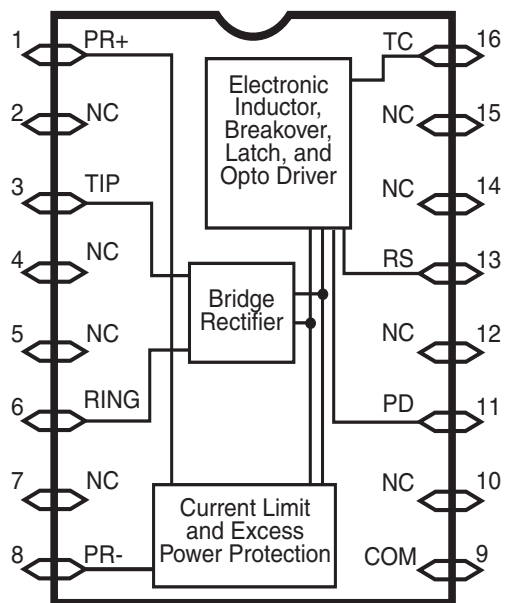 1 PR+
2 NC
3 TIP
4 NC
5 NC
6 RING
7 NC
8 PR-
Electronic
Inductor,
Breakover,
Latch, and
Opto Driver
Bridge
Rectifier
Current Limit
and Excess
Power Protection
TC 16
NC 15
NC 14
RS 13
NC 12
PD 11
NC 10
COM 9